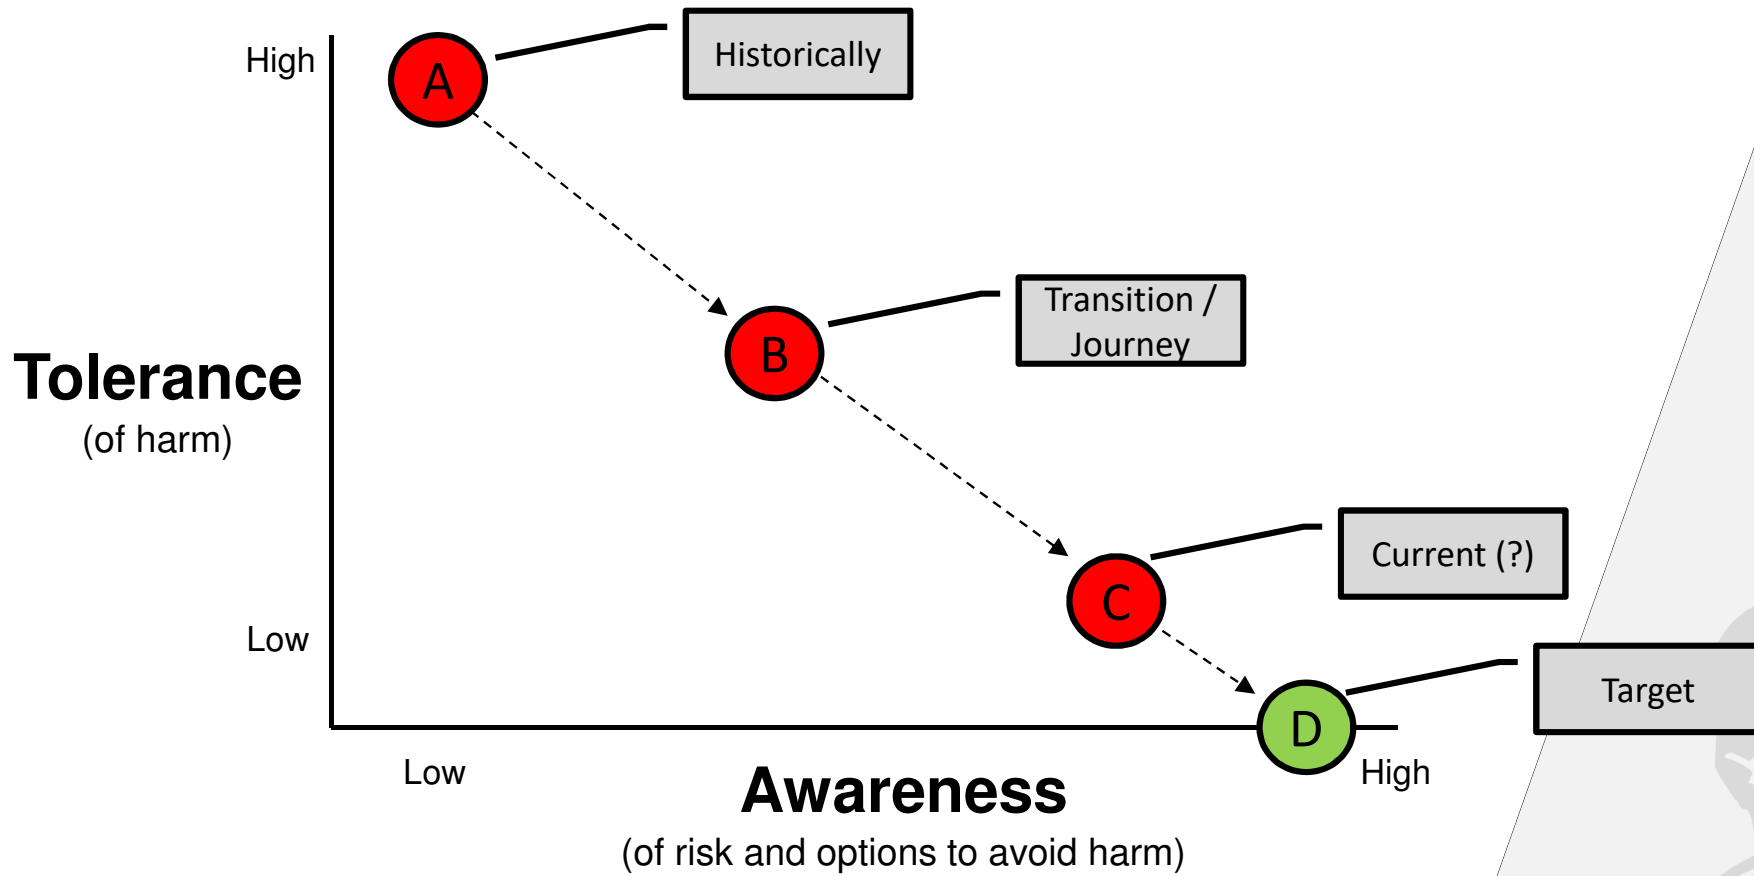 High
A
Historically
B
Transition /
Journey
Tolerance
(of harm)
C
Current (?)
Low
D
Target
Low
High
Awareness
(of risk and options to avoid harm)